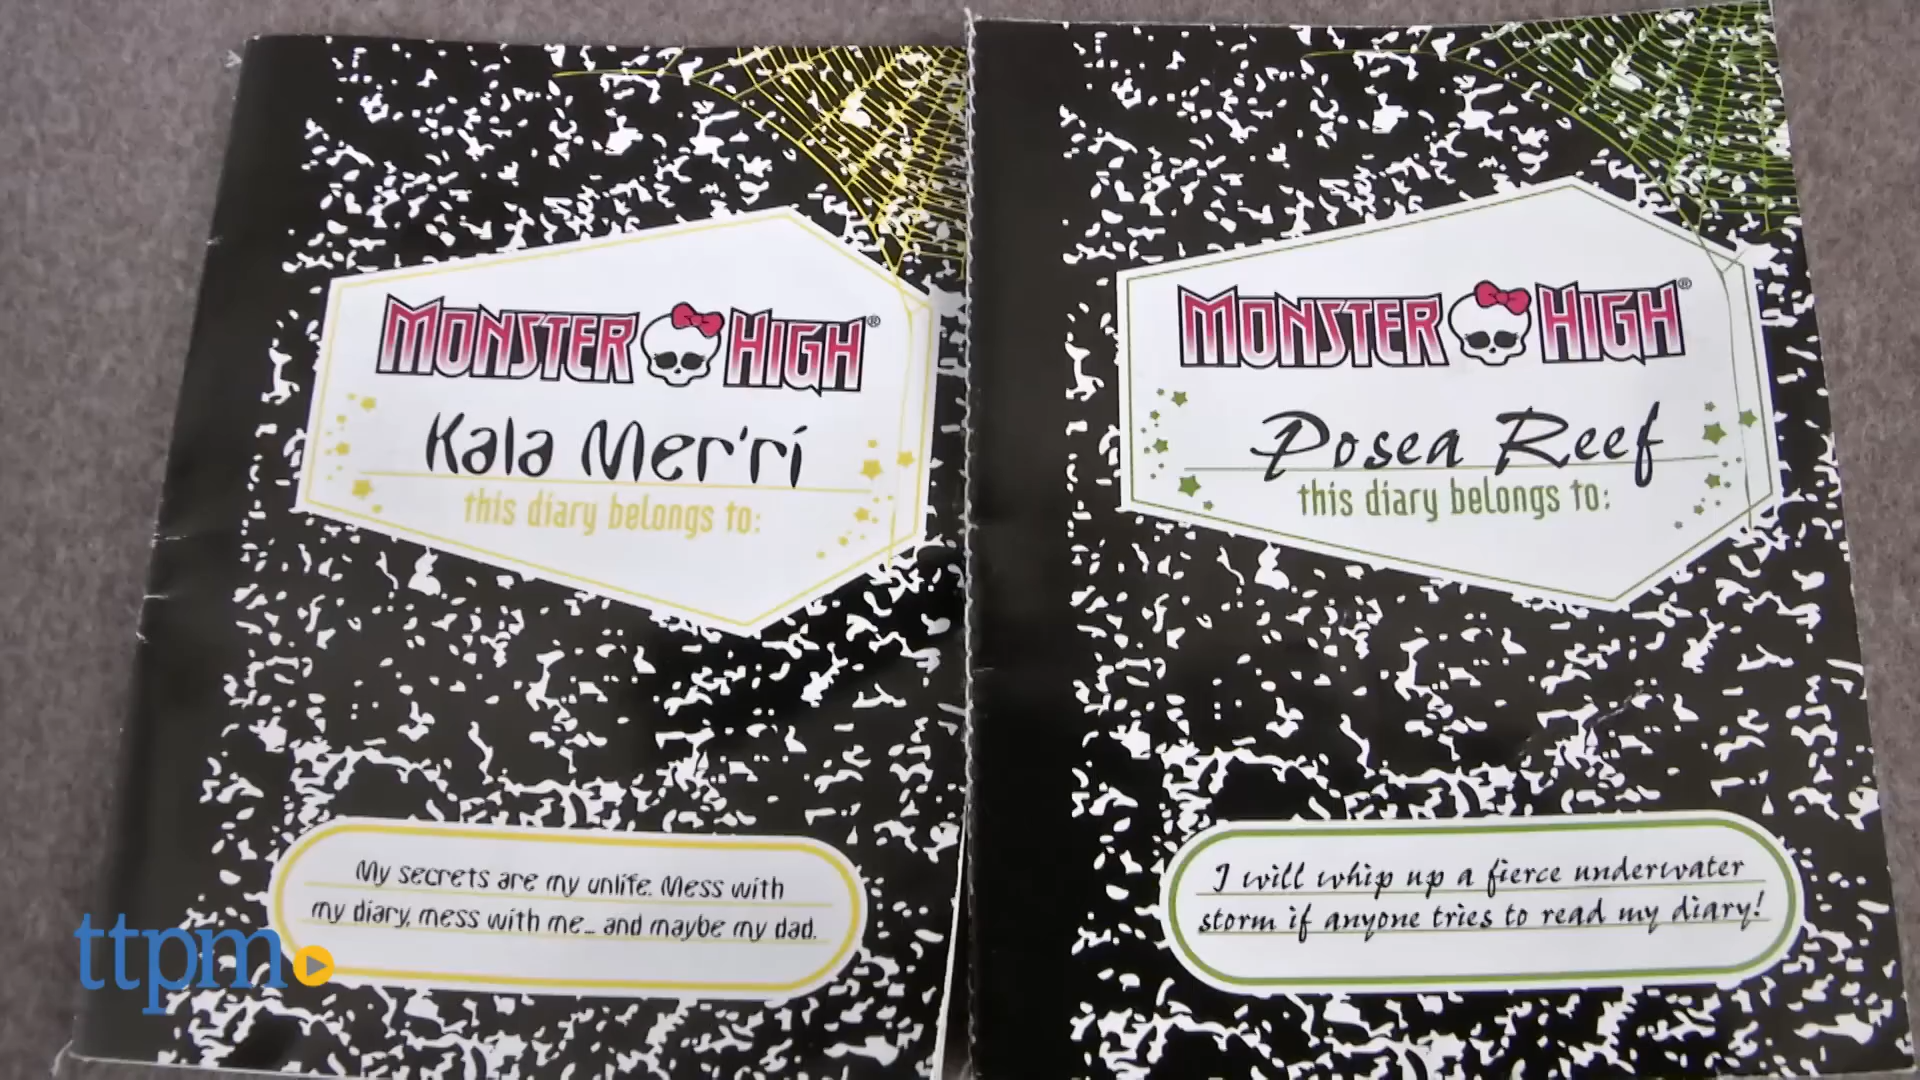 MONSTER HIGH®
Kala Mer'ri
this diary belongs to:
My secrets are my unlife. Mess with
my diary, mess with me... and maybe my dad.
MONSTER HIGH®
Posea Reef
this diary belongs to:
I will whip up a fierce underwater
storm if anyone tries to read my diary!
ttpm